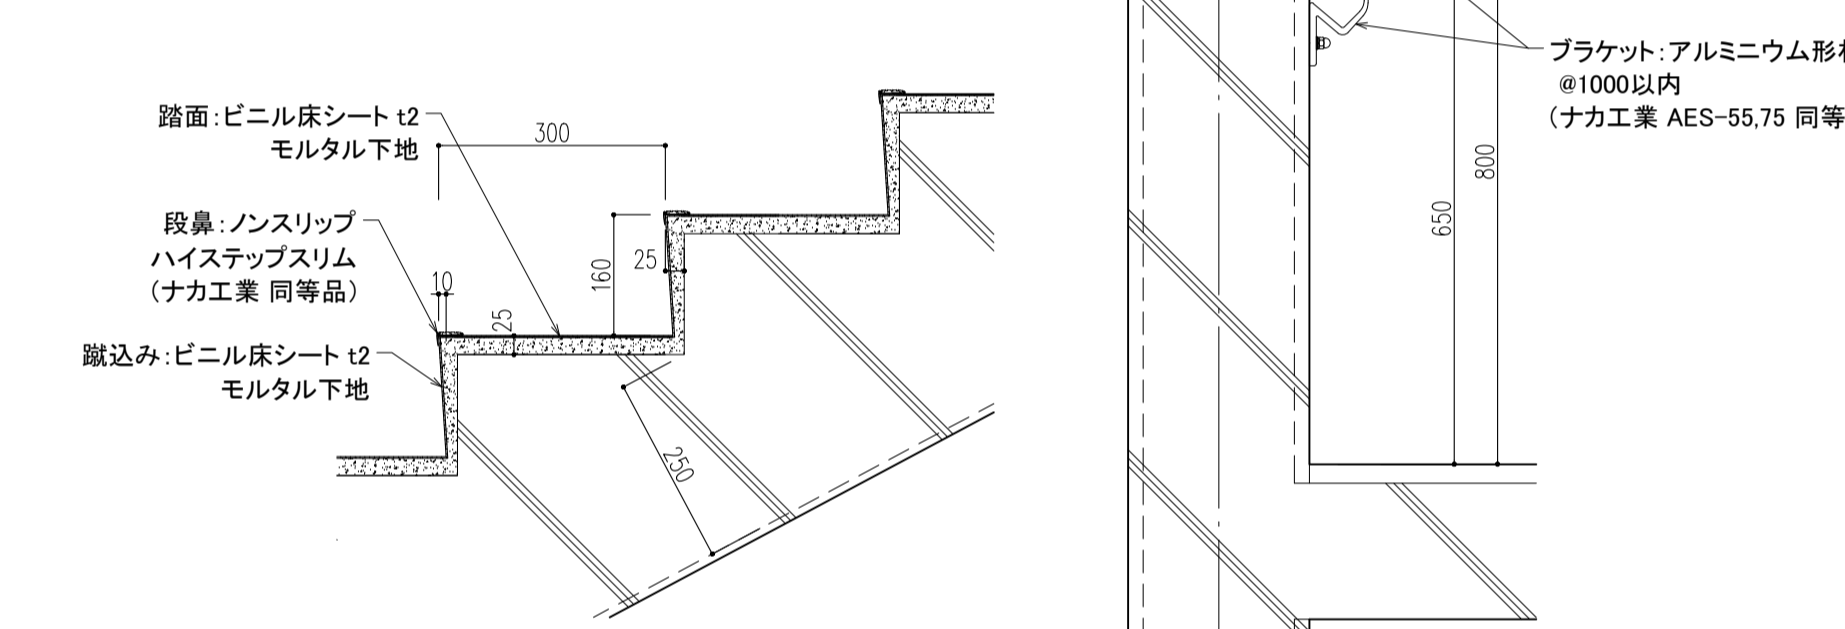 踏面:ビニル床シート t2
モルタル下地
300
段鼻:ノンスリップ
ハイステップスリム
(ナカ工業 同等品)
10
25
160
25
蹴込み:ビニル床シート t2
モルタル下地
250
ブラケット:アルミニウム形
@1000以内
(ナカ工業 AES-55,75 同等
800
650